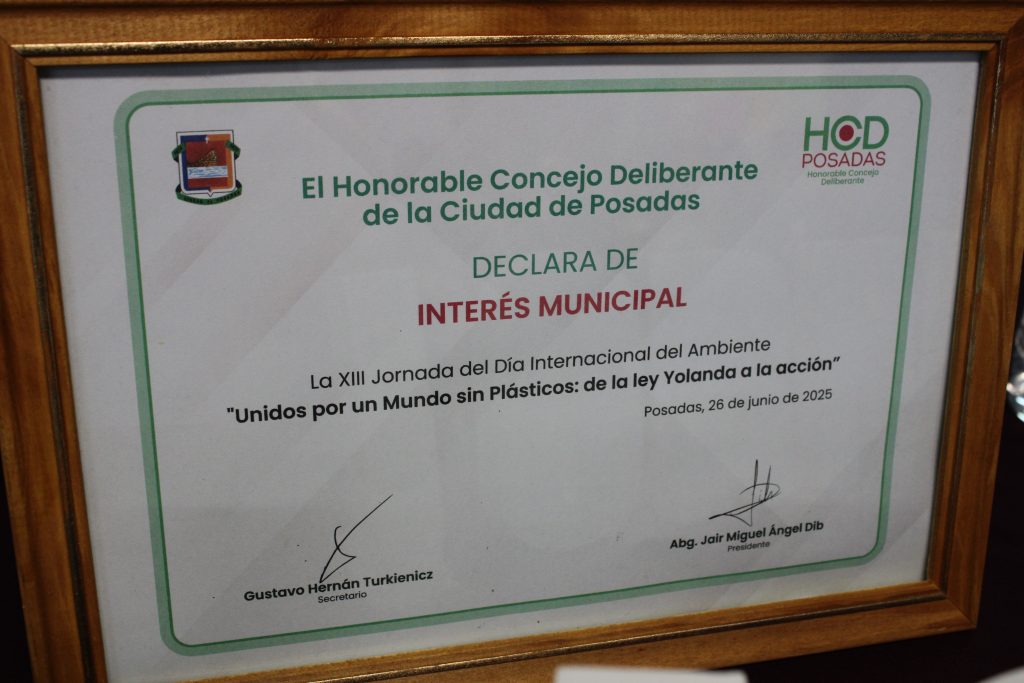 HCD
POSADAS
Honorable Concejo
Deliberante
El Honorable Concejo Deliberante
de la Ciudad de Posadas
DECLARA DE
INTERÉS MUNICIPAL
La XIII Jornada del Día Internacional del Ambiente
"Unidos por un Mundo sin Plásticos: de la ley Yolanda a la acción”
Posadas, 26 de junio de 2025
Gustavo Hernán Turkienicz
Secretario
Abg. Jair Miguel Ángel Dib
Presidente